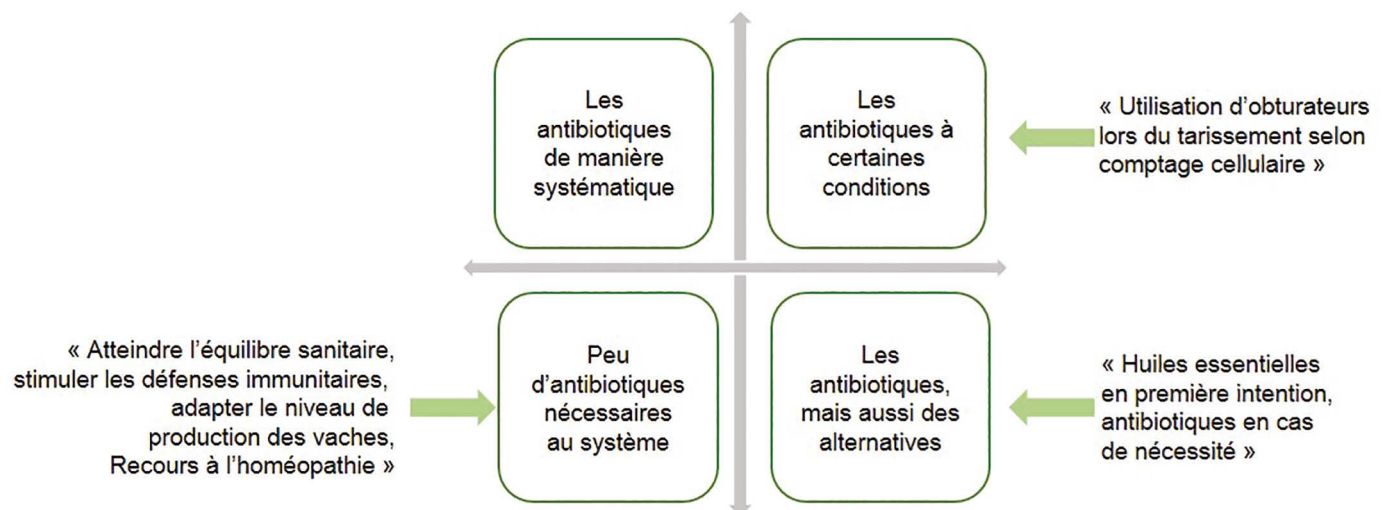 Les
antibiotiques
de manière
systématique
Les
antibiotiques à
certaines
conditions
« Utilisation d’obturateurs
lors du tarissement selon
comptage cellulaire »
« Atteindre l’équilibre sanitaire,
stimuler les défenses immunitaires,
adapter le niveau de
production des vaches,
Recours à l’homéopathie »
Peu
d’antibiotiques
nécessaires
au système
Les
antibiotiques,
mais aussi des
alternatives
« Huiles essentielles
en première intention,
antibiotiques en cas
de nécessité »